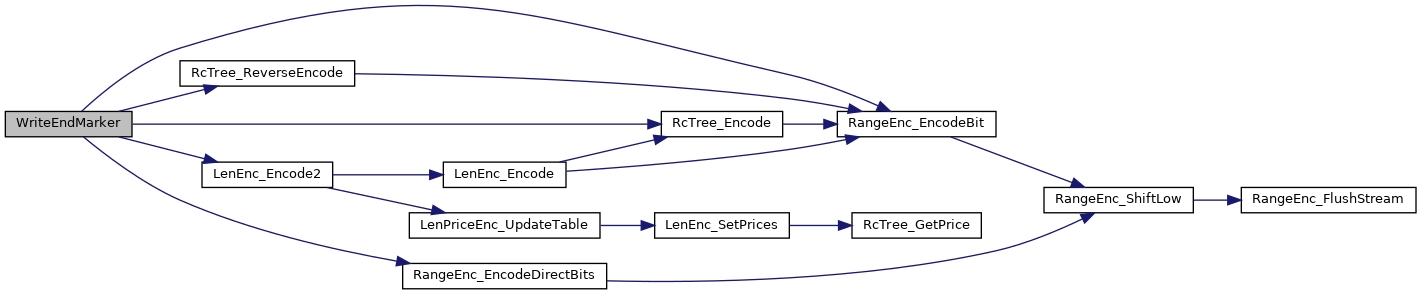 WriteEndMarker
RcTree_ReverseEncode
RcTree_Encode
RangeEnc_EncodeBit
LenEnc_Encode2
LenEnc_Encode
LenPriceEnc_UpdateTable
LenEnc_SetPrices
RcTree_GetPrice
RangeEnc_ShiftLow
RangeEnc_FlushStream
RangeEnc_EncodeDirectBits